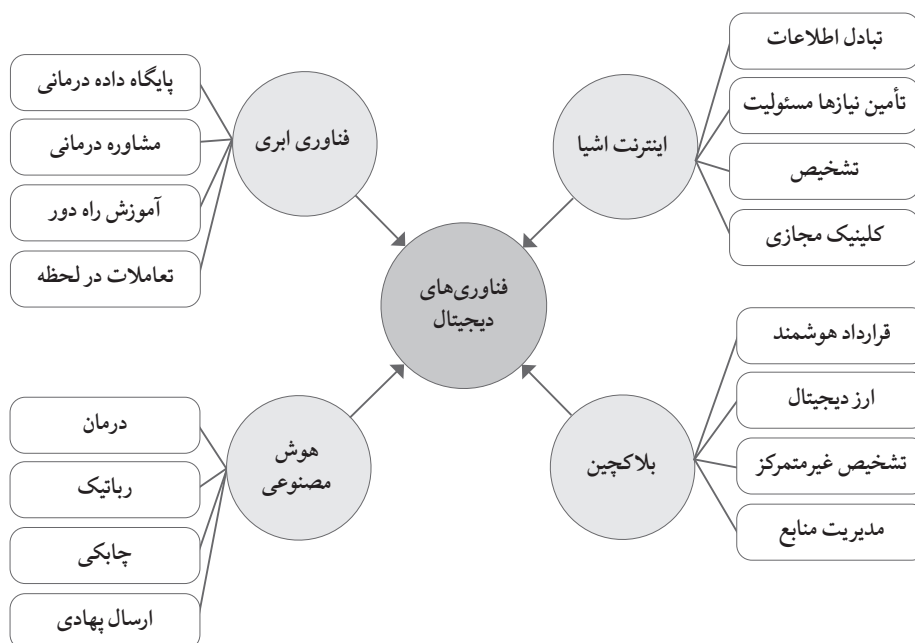 تبادل اطلاعات
تأمین نیازها مسئولیت
تشخیص
کلینیک مجازی
اینترنت اشیا
فناوری ابری
پایگاه داده درمانی
مشاوره درمانی
آموزش راه دور
تعاملات در لحظه
فناوری‌های
دیجیتال
قرارداد هوشمند
ارز دیجیتال
تشخیص غیرمتمرکز
مدیریت منابع
بلاکچین
هوش
مصنوعی
درمان
رباتیک
چابکی
ارسال پهادی